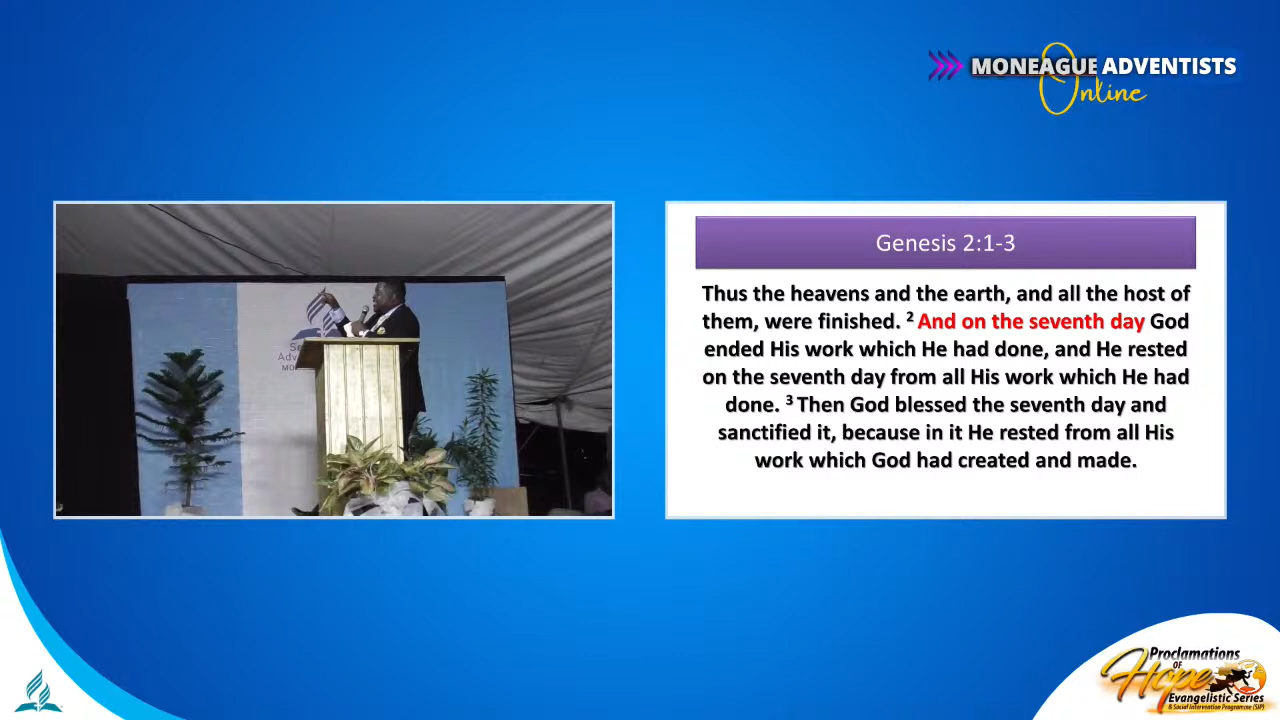 MONEAGUE ADVENTISTS
Online
Genesis 2:1-3
Thus the heavens and the earth, and all the host of
them, were finished. 2 And on the seventh day God
ended His work which He had done, and He rested
on the seventh day from all His work which He had
done. 3 Then God blessed the seventh day and
sanctified it, because in it He rested from all His
work which God had created and made.
Proclamations
OF
Hope
Evangelistic Series
& Social Intervention Programme (SIP)